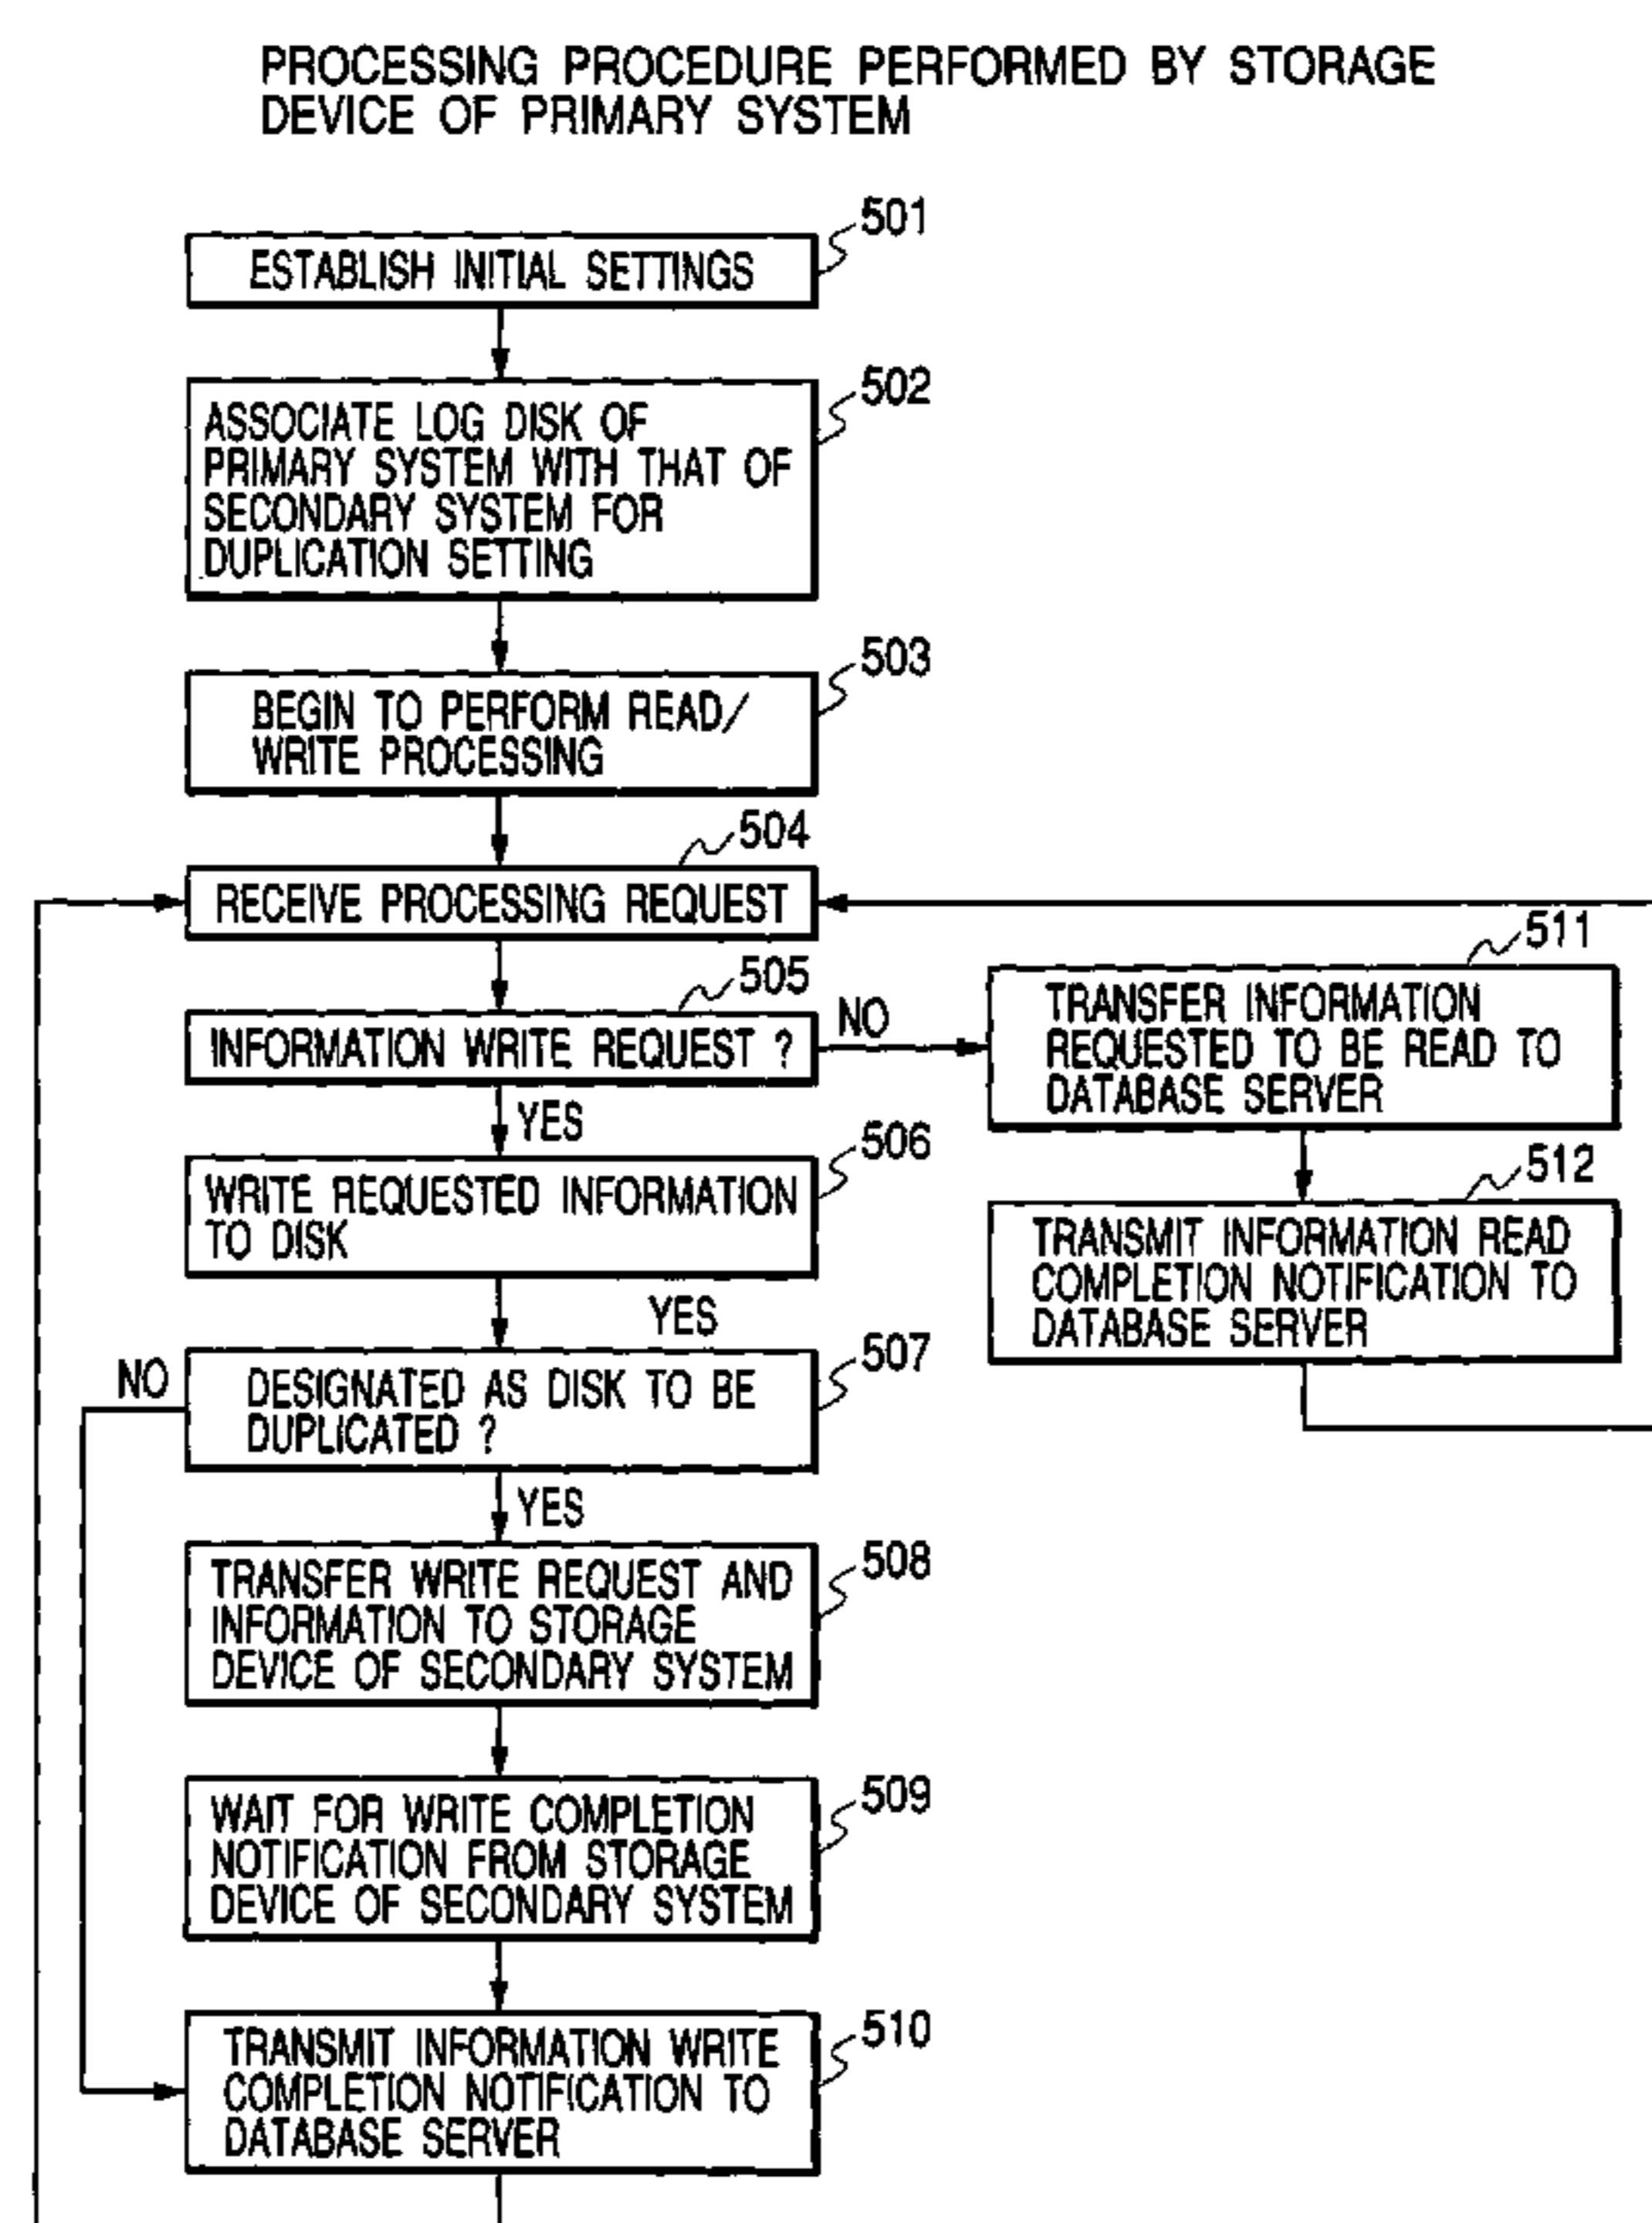 PROCESSING PROCEDURE PERFORMED BY STORAGE
DEVICE OF PRIMARY SYSTEM
501
ESTABLISH INITIAL SETTINGS
502
ASSOCIATE LOG DISK OF
PRIMARY SYSTEM WITH THAT OF
SECONDARY SYSTEM FOR
DUPLICATION SETTING
503
BEGIN TO PERFORM READ/
WRITE PROCESSING
504
RECEIVE PROCESSING REQUEST
505
INFORMATION WRITE REQUEST ?
NO
511
TRANSFER INFORMATION
REQUESTED TO BE READ TO
DATABASE SERVER
YES
506
WRITE REQUESTED INFORMATION
TO DISK
512
TRANSMIT INFORMATION READ
COMPLETION NOTIFICATION TO
DATABASE SERVER
YES
NO
507
DESIGNATED AS DISK TO BE
DUPLICATED ?
YES
508
TRANSFER WRITE REQUEST AND
INFORMATION TO STORAGE
DEVICE OF SECONDARY SYSTEM
509
WAIT FOR WRITE COMPLETION
NOTIFICATION FROM STORAGE
DEVICE OF SECONDARY SYSTEM
510
TRANSMIT INFORMATION WRITE
COMPLETION NOTIFICATION TO
DATABASE SERVER